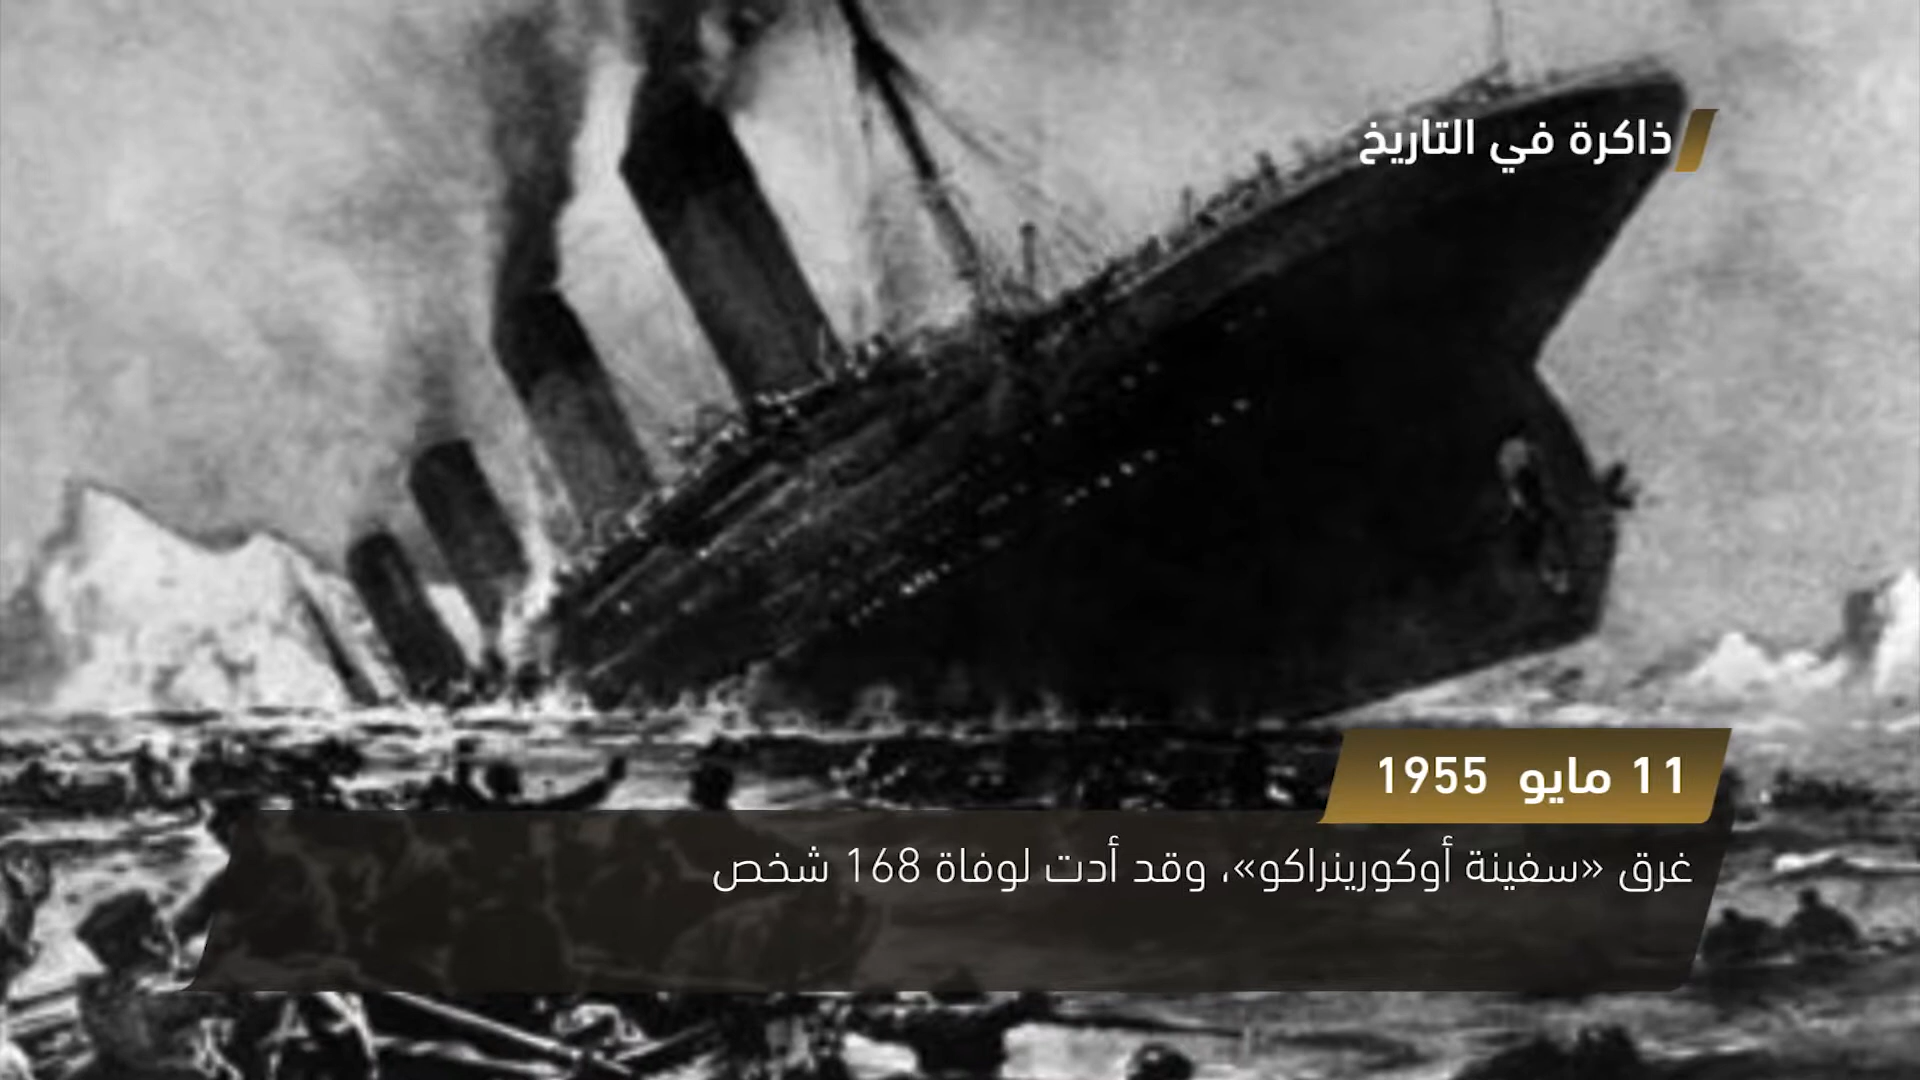 ذاكرة في التاريخ
11 مايو 1955
غرق «سفينة أوكورينراكو»، وقد أدت لوفاة 168 شخص